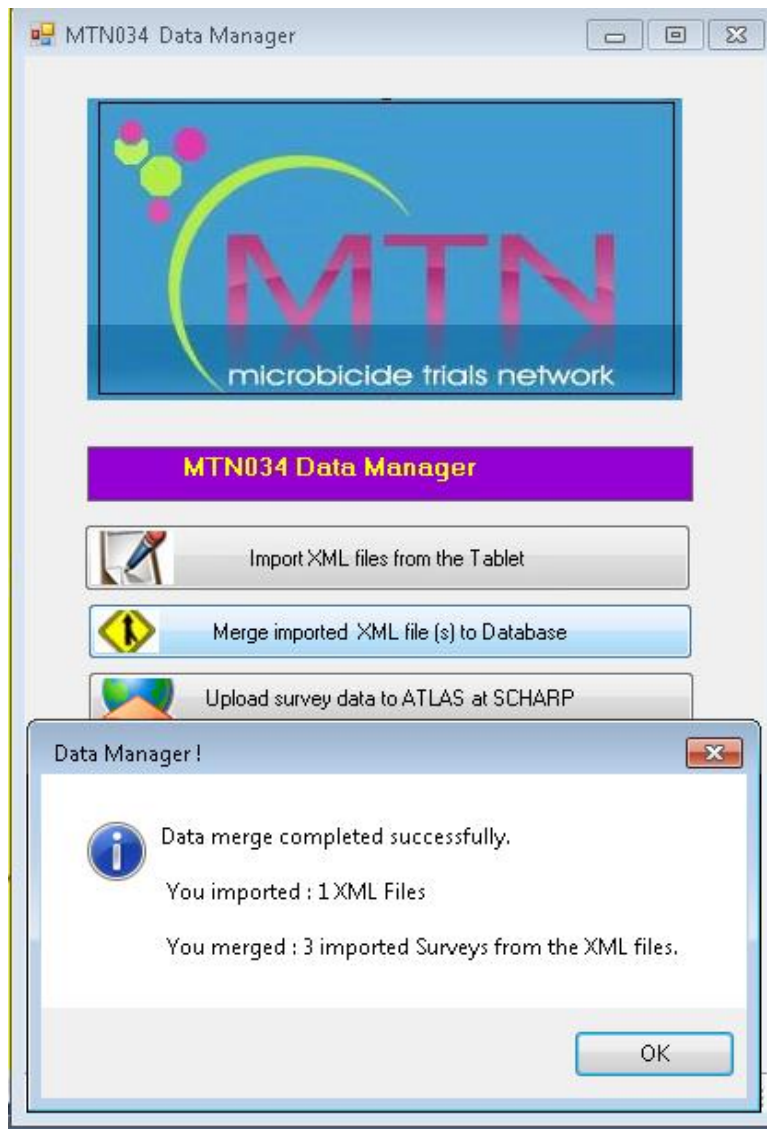 MTN034 Data Manager
MTN
microbicide trials network
MTN034 Data Manager
Import XML files from the Tablet
Merge imported XML file (s) to Database
Upload survey data to ATLAS at SCHARP
Data Manager !
Data merge completed successfully.
You imported : 1 XML Files
You merged : 3 imported Surveys from the XML files.
OK